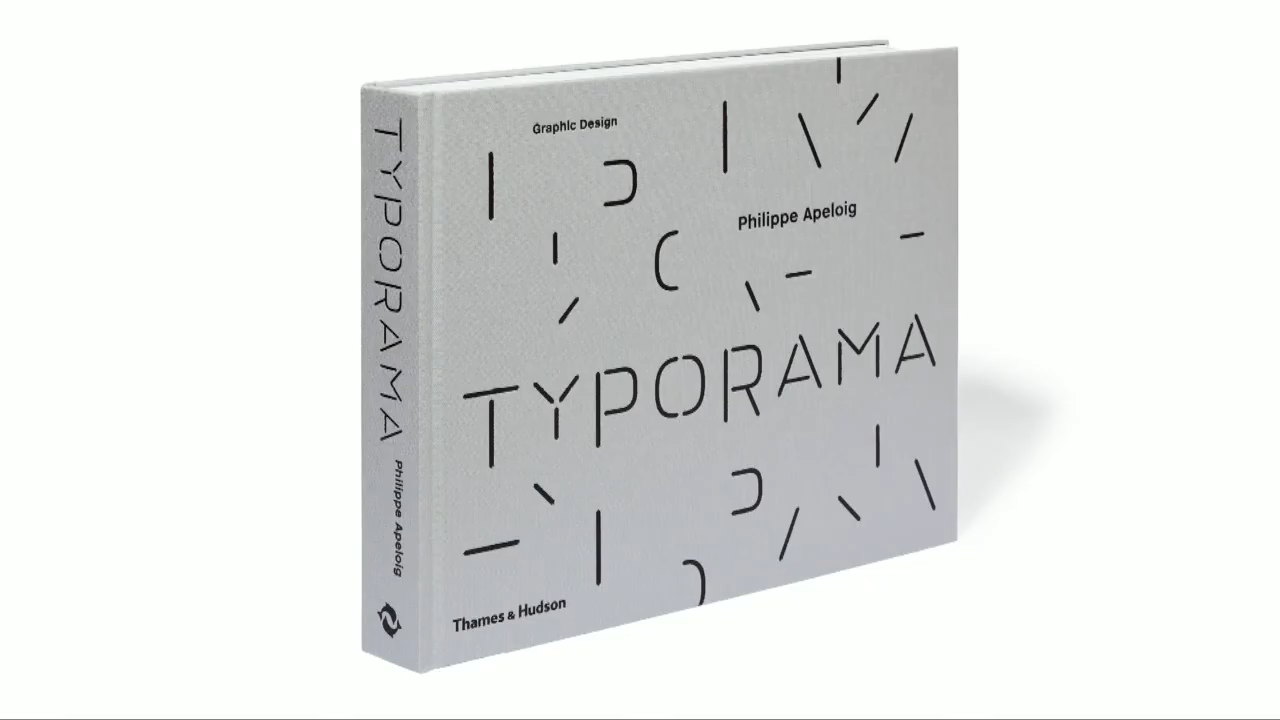 Graphic Design
Philippe Apeloig
TYPORAMA
Thames & Hudson
TYPORAMA
Philippe Apeloig